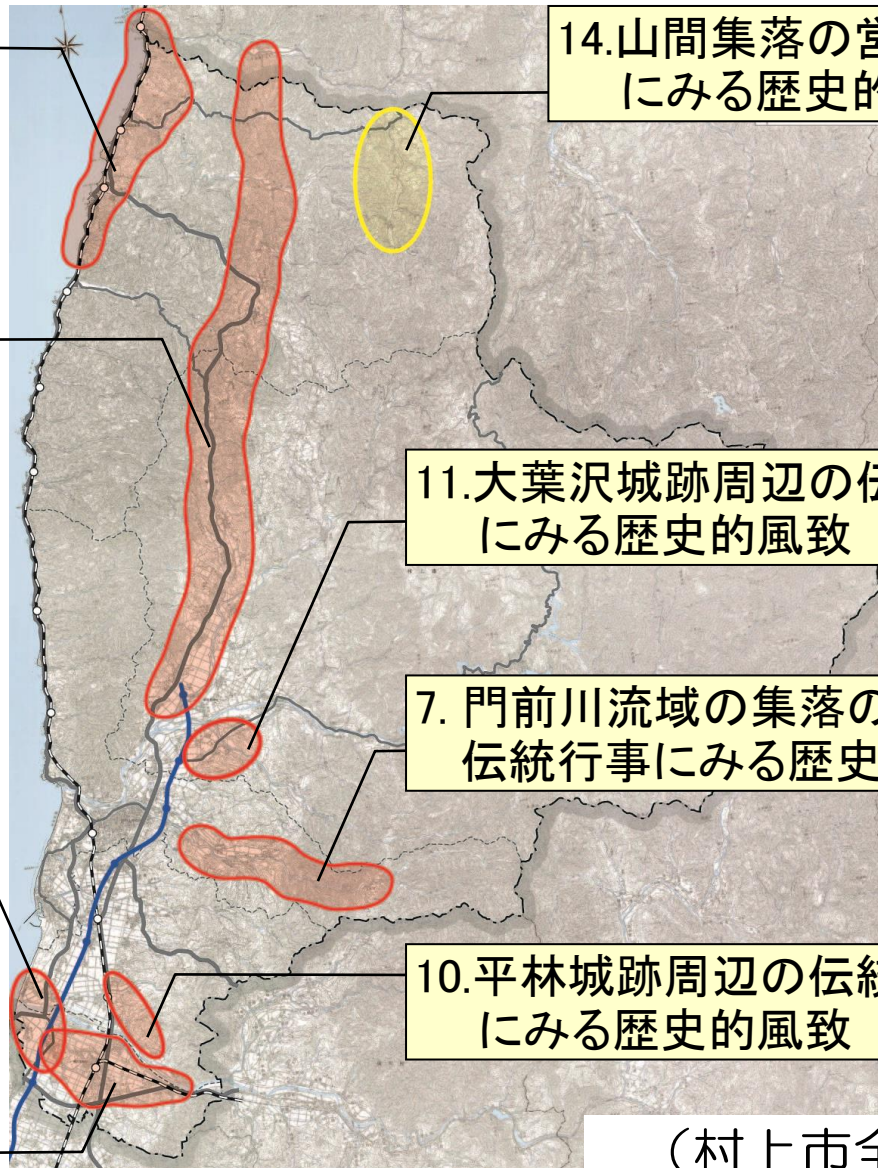 14.山間集落の営
にみる歴史的
11.大葉沢城跡周辺の伝
にみる歴史的風致
7. 門前川流域の集落の
伝統行事にみる歴史
10.平林城跡周辺の伝統
にみる歴史的風致
（村上市全